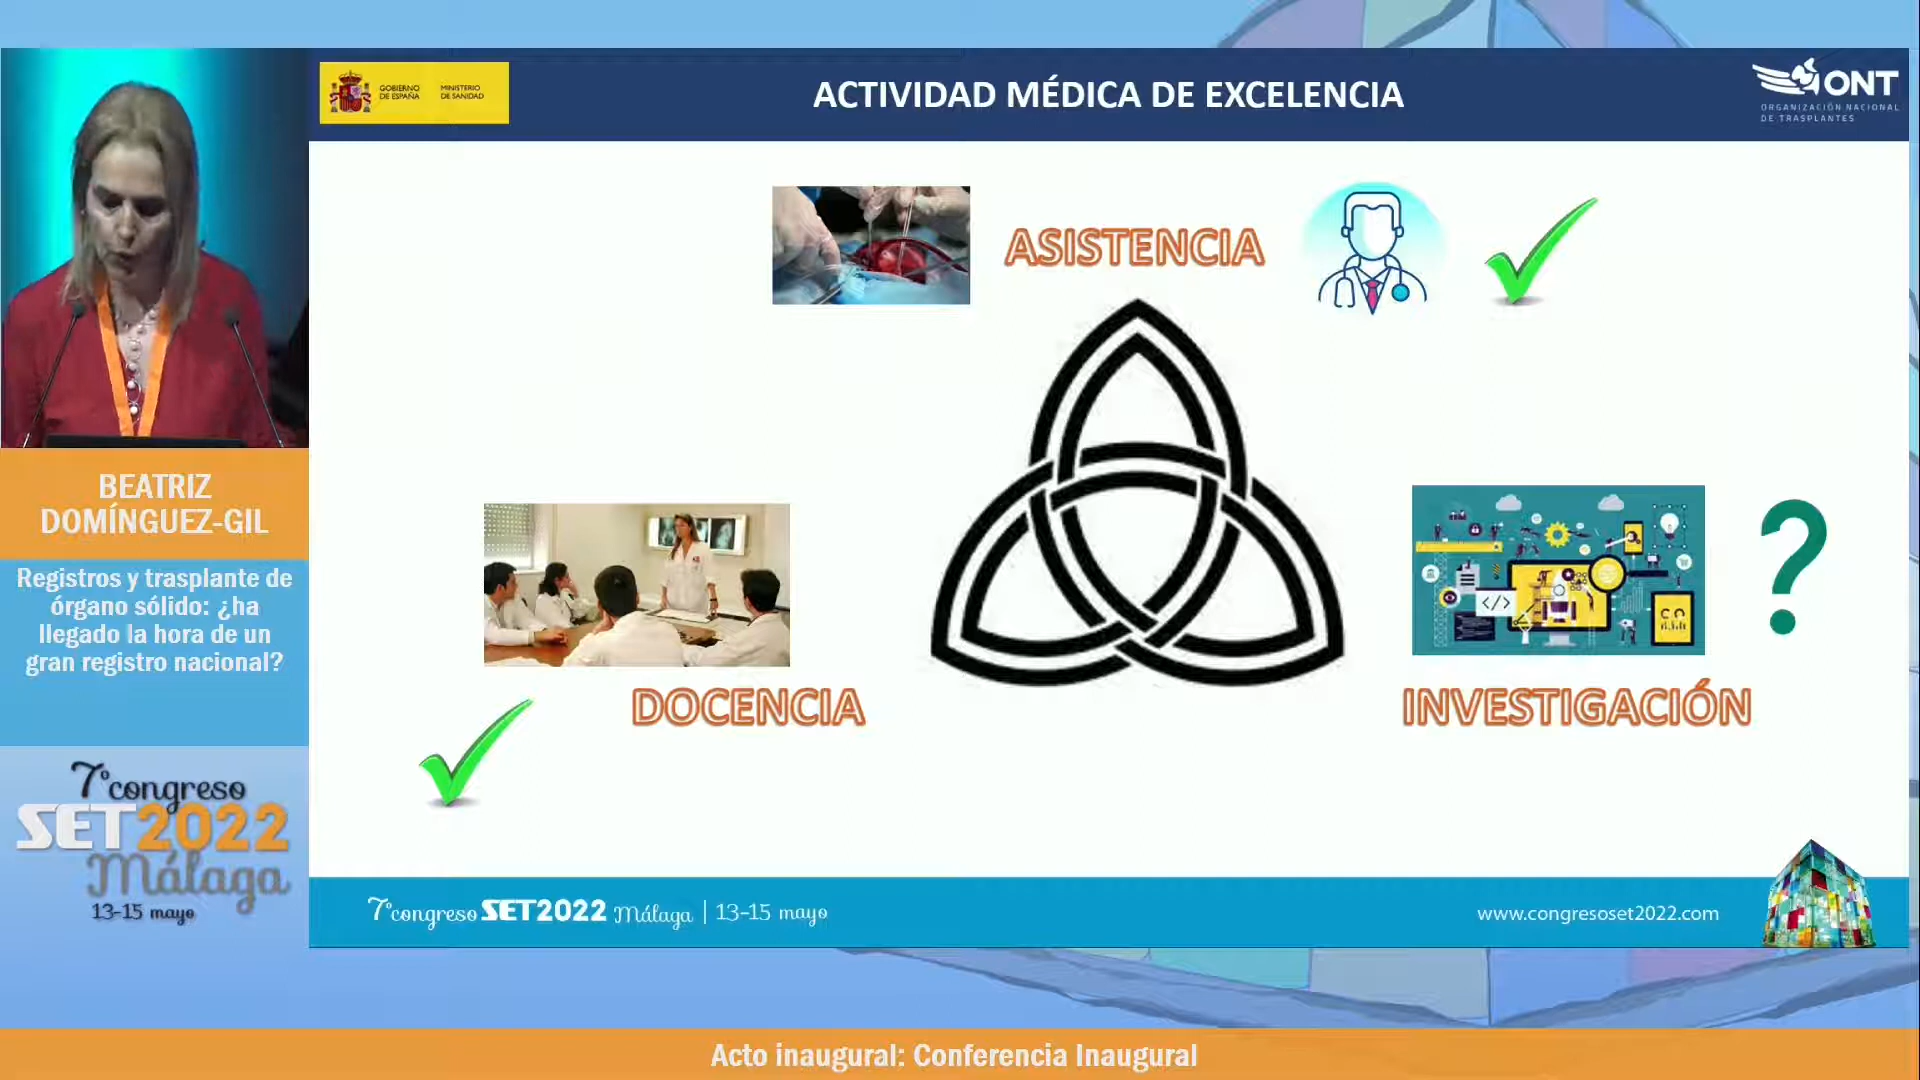 GOBIERNO
DE ESPAÑA
MINISTERIO
DE SANIDAD
ACTIVIDAD MÉDICA DE EXCELENCIA
ONT
ORGANIZACIÓN NACIONAL
DE TRASPLANTES
ASISTENCIA
DOCENCIA
INVESTIGACIÓN
?
</>
BEATRIZ
DOMÍNGUEZ-GIL
Registros y trasplante de
órgano sólido: ¿ha
llegado la hora de un
gran registro nacional?
7º congreso
SET2022
Málaga
13-15 mayo
7º congreso SET2022 Málaga | 13-15 mayo
www.congresoset2022.com
Acto inaugural: Conferencia Inaugural